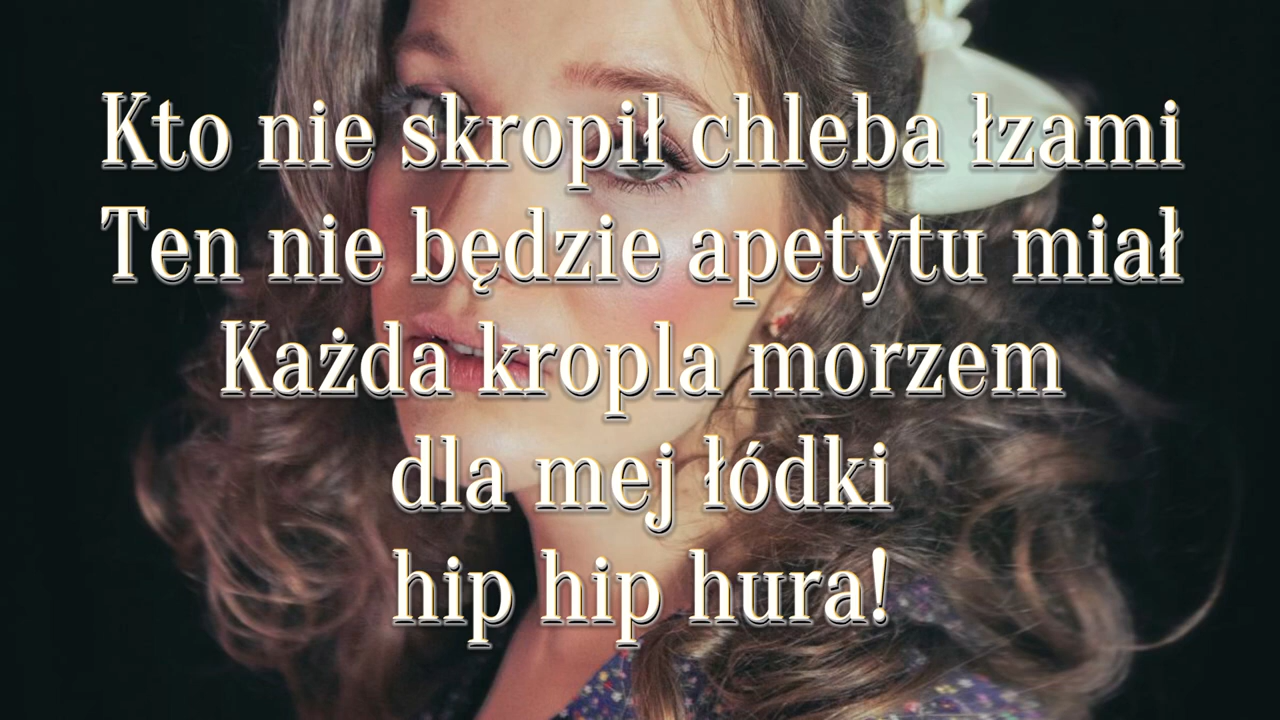 Kto nie skropił chleba łzami
Ten nie będzie apetytu miał
Każda kropla morzem
dla mej łódki
hip hip hura!